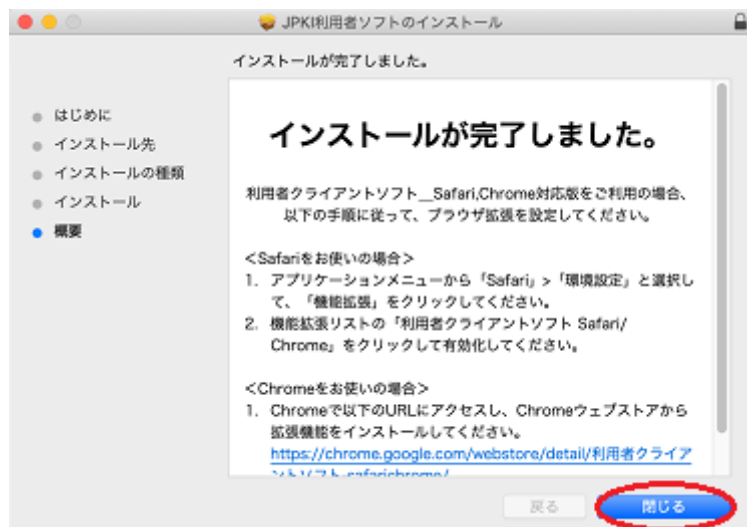 JPKI利用者ソフトのインストール
インストールが完了しました。
はじめに
インストール先
インストールの種類
インストール
概要
インストールが完了しました。
利用者クライアントソフト__Safari,Chrome対応版をご利用の場合、
以下の手順に従って、ブラウザ拡張を設定してください。
＜Safariをお使いの場合＞
1. アプリケーションメニューから「Safari」>「環境設定」と選択し
て、「機能拡張」をクリックしてください。
2. 機能拡張リストの「利用者クライアントソフト Safari/
Chrome」をクリックして有効化してください。
＜Chromeをお使いの場合＞
1. Chromeで以下のURLにアクセスし、Chromeウェブストアから
拡張機能をインストールしてください。
https://chrome.google.com/webstore/detail/利用者クライア
ントソフト-safarichrome/
戻る
閉じる